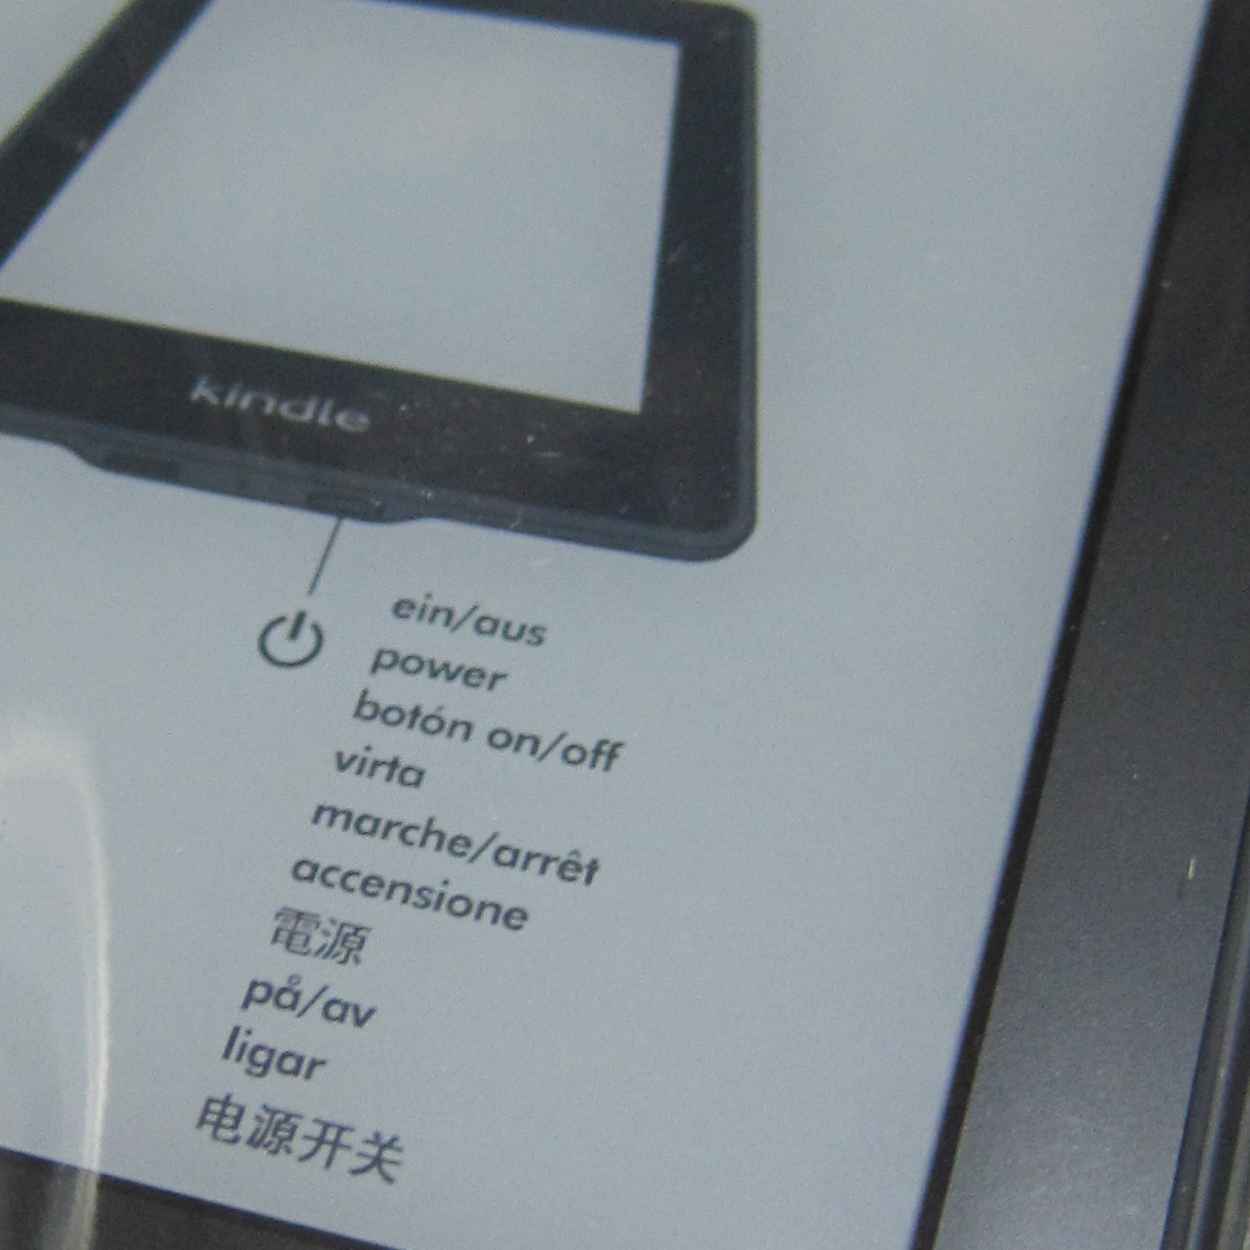 kindle
ein/aus
power
botón on/off
virta
marche/arrêt
accensione
電源
på/av
ligar
电源开关